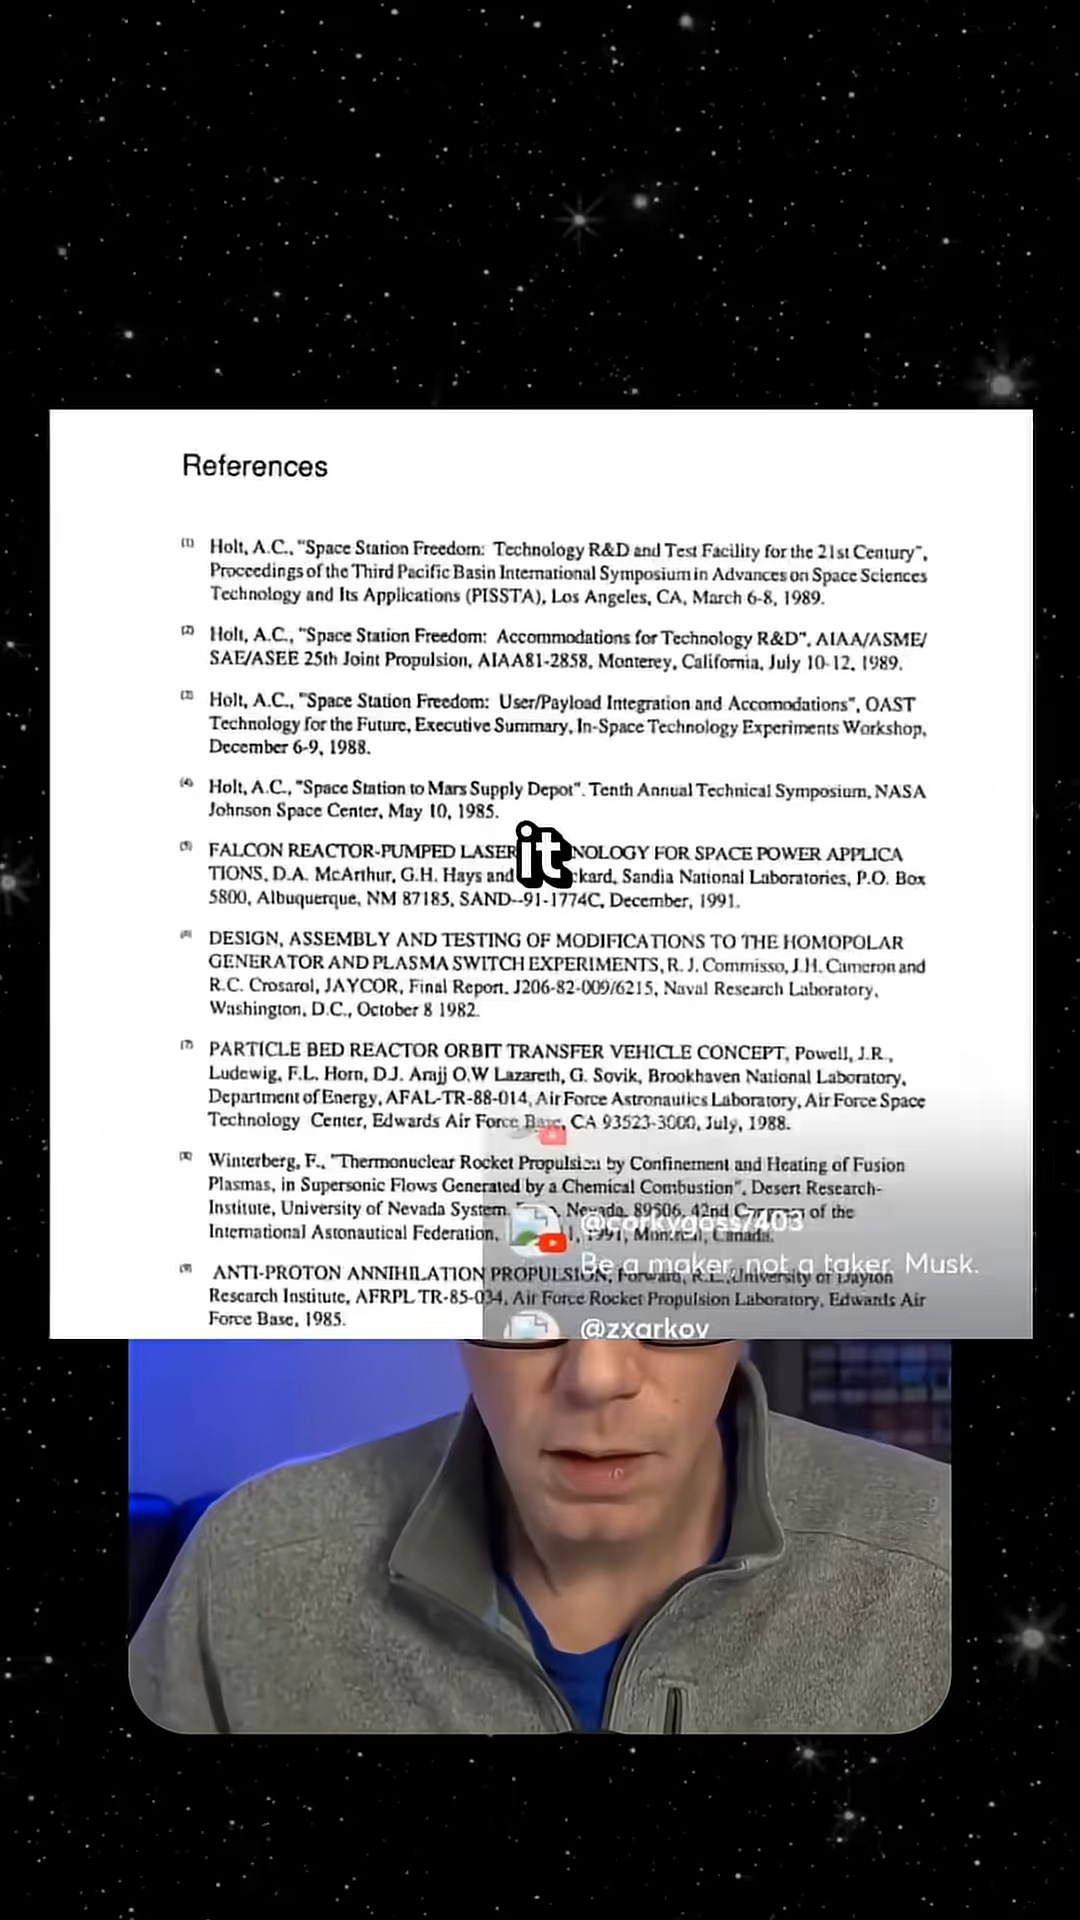 References
(1) Holt, A.C., "Space Station Freedom: Technology R&D and Test Facility for the 21st Century",
Proceedings of the Third Pacific Basin International Symposium in Advances on Space Sciences
Technology and Its Applications (PISSTA), Los Angeles, CA, March 6-8, 1989.
(2) Holt, A.C., "Space Station Freedom: Accommodations for Technology R&D", AIAA/ASME/
SAE/ASEE 25th Joint Propulsion, AIAA81-2858, Monterey, California, July 10-12, 1989.
Holt, A.C., "Space Station Freedom: User/Payload Integration and Accomodations", OAST
Technology for the Future, Executive Summary, In-Space Technology Experiments Workshop,
December 6-9, 1988.
(4) Holt, A.C., "Space Station to Mars Supply Depot". Tenth Annual Technical Symposium, NASA
Johnson Space Center, May 10, 1985.
(5) FALCON REACTOR-PUMPED LASER NOLOGY FOR SPACE POWER APPLICA
it
TIONS, D.A. McArthur, G.H. Hays and ckard, Sandia National Laboratories, P.O. Box
5800, Albuquerque, NM 87185, SAND--91-1774C, December, 1991.
DESIGN, ASSEMBLY AND TESTING OF MODIFICATIONS TO THE HOMOPOLAR
GENERATOR AND PLASMA SWITCH EXPERIMENTS, R. J. Commisso, J.H. Cameron and
R.C. Crosarol, JAYCOR, Final Report. J206-82-009/6215, Naval Research Laboratory,
Washington, D.C., October 8 1982.
(7) PARTICLE BED REACTOR ORBIT TRANSFER VEHICLE CONCEPT, Powell, J.R.,
Ludewig, F.L. Horn, D.J. Arajj O.W Lazareth, G. Sovik, Brookhaven National Laboratory,
Department of Energy, AFAL-TR-88-014, Air Force Astronautics Laboratory, Air Force Space
Technology Center, Edwards Air Force Base, CA 93523-3000, July, 1988.
(8) Winterberg, F., "Thermonuclear Rocket Propulsion by Confinement and Heating of Fusion
Plasmas, in Supersonic Flows Generated by a Chemical Combustion", Desert Research-
Institute, University of Nevada System, Nevada, 89506, 42nd Congress of the
@corkygoss7403
International Astonautical Federation, 1, 1991, Montreal, Canada.
Be a maker, not a taker, Musk.
(9) ANTI-PROTON ANNIHILATION PROPULSION, Forward, R.L., University of Dayton
Research Institute, AFRPL TR-85-034, Air Force Rocket Propulsion Laboratory, Edwards Air
Force Base, 1985.
@zxarkov